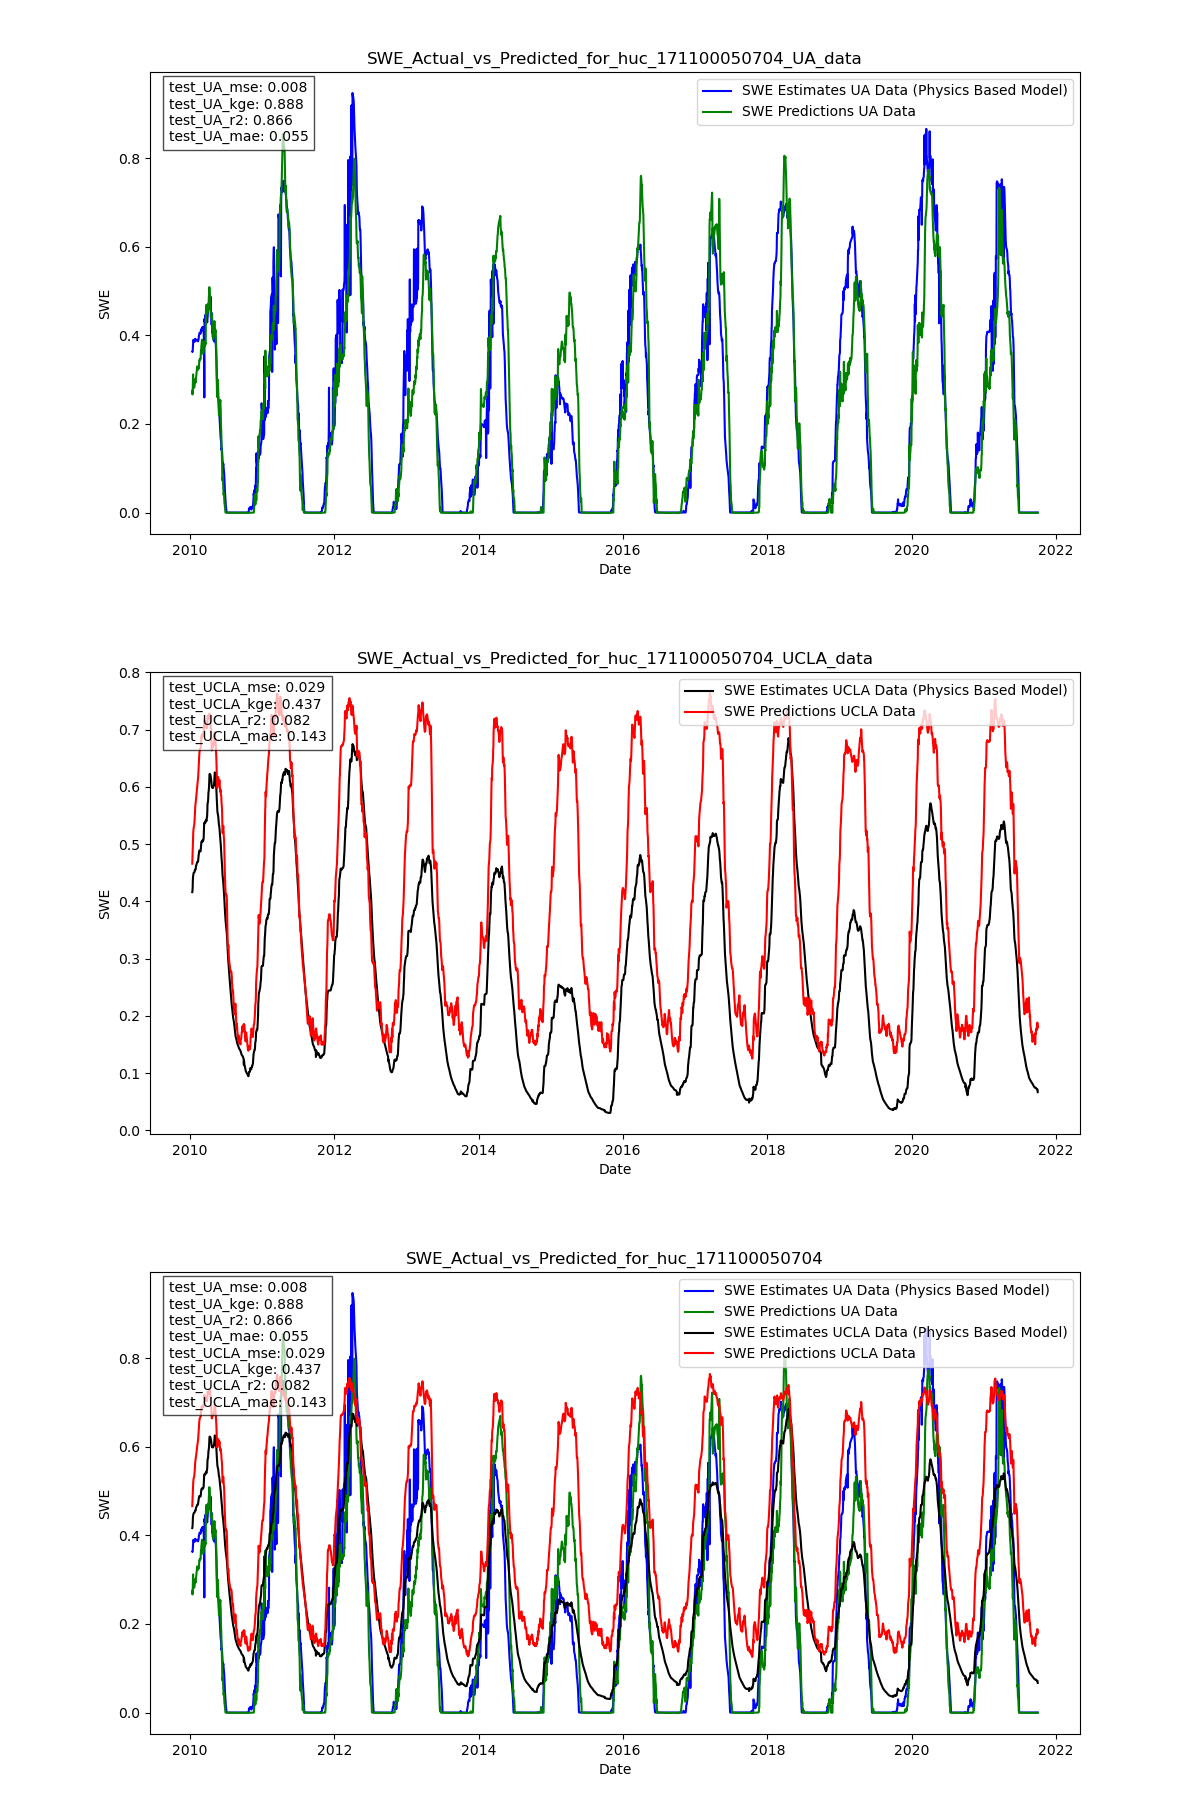 SWE_Actual_vs_Predicted_for_huc_171100050704_UA_data
test_UA_mse: 0.008
test_UA_kge: 0.888
test_UA_r2: 0.866
test_UA_mae: 0.055
SWE Estimates UA Data (Physics Based Model)
SWE Predictions UA Data
0.8
0.6
0.4
0.2
0.0
SWE
2010 2012 2014 2016 2018 2020 2022
Date
SWE_Actual_vs_Predicted_for_huc_171100050704_UCLA_data
test_UCLA_mse: 0.029
test_UCLA_kge: 0.437
test_UCLA_r2: 0.082
test_UCLA_mae: 0.143
SWE Estimates UCLA Data (Physics Based Model)
SWE Predictions UCLA Data
0.8
0.7
0.6
0.5
0.4
0.3
0.2
0.1
0.0
SWE
2010 2012 2014 2016 2018 2020 2022
Date
SWE_Actual_vs_Predicted_for_huc_171100050704
test_UA_mse: 0.008
test_UA_kge: 0.888
test_UA_r2: 0.866
test_UA_mae: 0.055
test_UCLA_mse: 0.029
test_UCLA_kge: 0.437
test_UCLA_r2: 0.082
test_UCLA_mae: 0.143
SWE Estimates UA Data (Physics Based Model)
SWE Predictions UA Data
SWE Estimates UCLA Data (Physics Based Model)
SWE Predictions UCLA Data
0.8
0.6
0.4
0.2
0.0
SWE
2010 2012 2014 2016 2018 2020 2022
Date